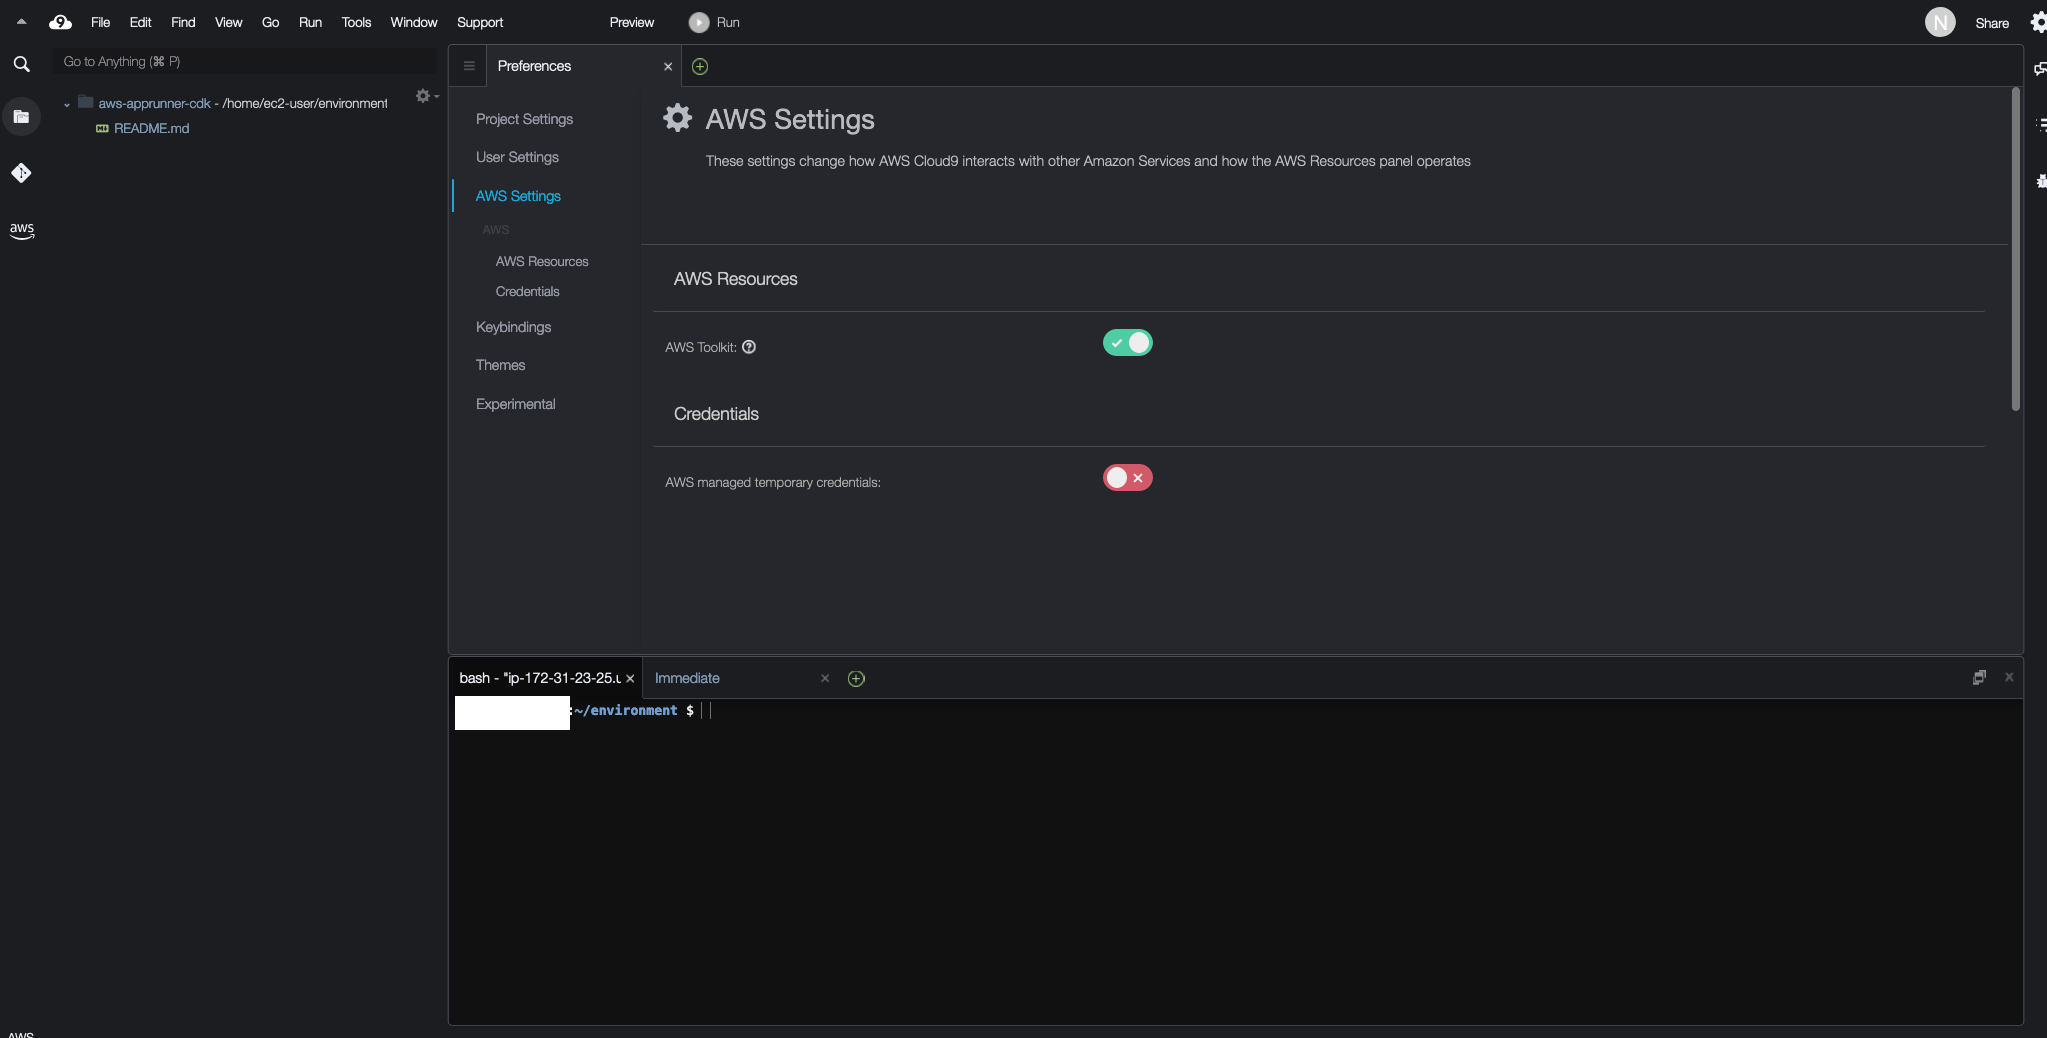 File Edit Find View Go Run Tools Window Support Preview Run N Share
Go to Anything (⌘ P)
aws-apprunner-cdk - /home/ec2-user/environment
README.md
aws
Preferences
Project Settings
User Settings
AWS Settings
AWS
AWS Resources
Credentials
Keybindings
Themes
Experimental
AWS Settings
These settings change how AWS Cloud9 interacts with other Amazon Services and how the AWS Resources panel operates
AWS Resources
AWS Toolkit:
Credentials
AWS managed temporary credentials:
bash - "ip-172-31-23-25.u Immediate
:~/environment $
AWS